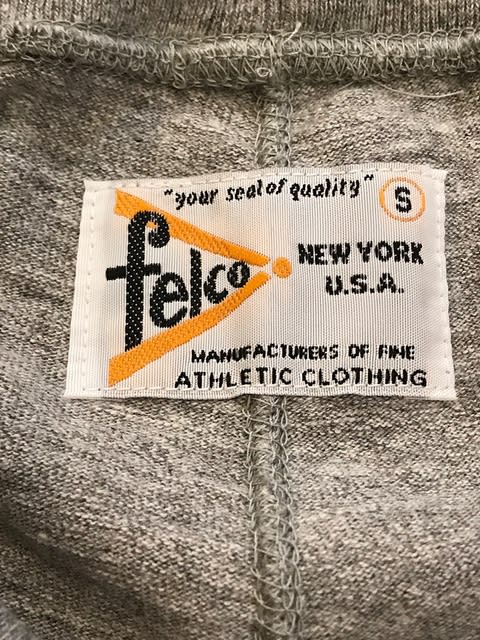 "your seal of quality"
S
felco
NEW YORK
U.S.A.
MANUFACTURERS OF FINE
ATHLETIC CLOTHING